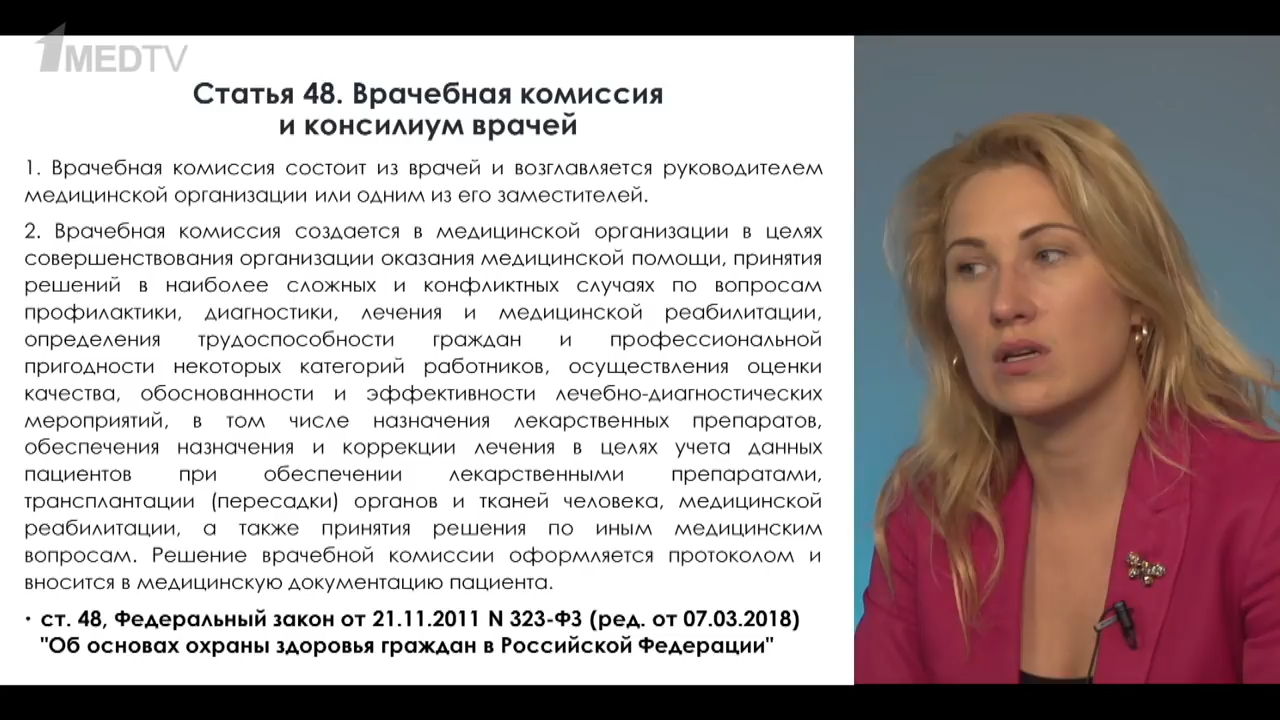 1MEDTV
Статья 48. Врачебная комиссия
и консилиум врачей
1. Врачебная комиссия состоит из врачей и возглавляется руководителем
медицинской организации или одним из его заместителей.
2. Врачебная комиссия создается в медицинской организации в целях
совершенствования организации оказания медицинской помощи, принятия
решений в наиболее сложных и конфликтных случаях по вопросам
профилактики, диагностики, лечения и медицинской реабилитации,
определения трудоспособности граждан и профессиональной
пригодности некоторых категорий работников, осуществления оценки
качества, обоснованности и эффективности лечебно-диагностических
мероприятий, в том числе назначения лекарственных препаратов,
обеспечения назначения и коррекции лечения в целях учета данных
пациентов при обеспечении лекарственными препаратами,
трансплантации (пересадки) органов и тканей человека, медицинской
реабилитации, а также принятия решения по иным медицинским
вопросам. Решение врачебной комиссии оформляется протоколом и
вносится в медицинскую документацию пациента.
· ст. 48, Федеральный закон от 21.11.2011 N 323-ФЗ (ред. от 07.03.2018)
"Об основах охраны здоровья граждан в Российской Федерации"